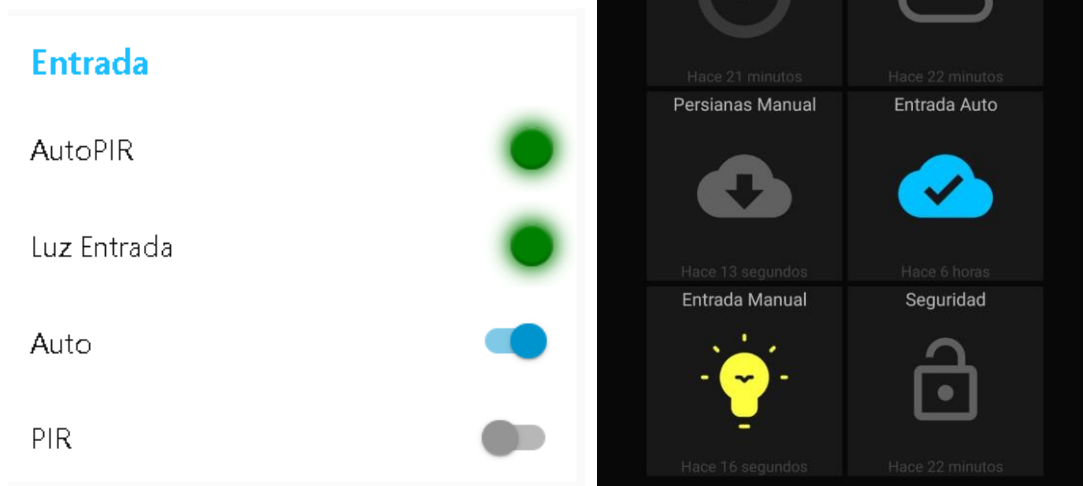 Entrada
AutoPIR
Luz Entrada
Auto
PIR
Hace 21 minutos
Hace 22 minutos
Persianas Manual
Entrada Auto
Hace 13 segundos
Hace 6 horas
Entrada Manual
Seguridad
Hace 16 segundos
Hace 22 minutos